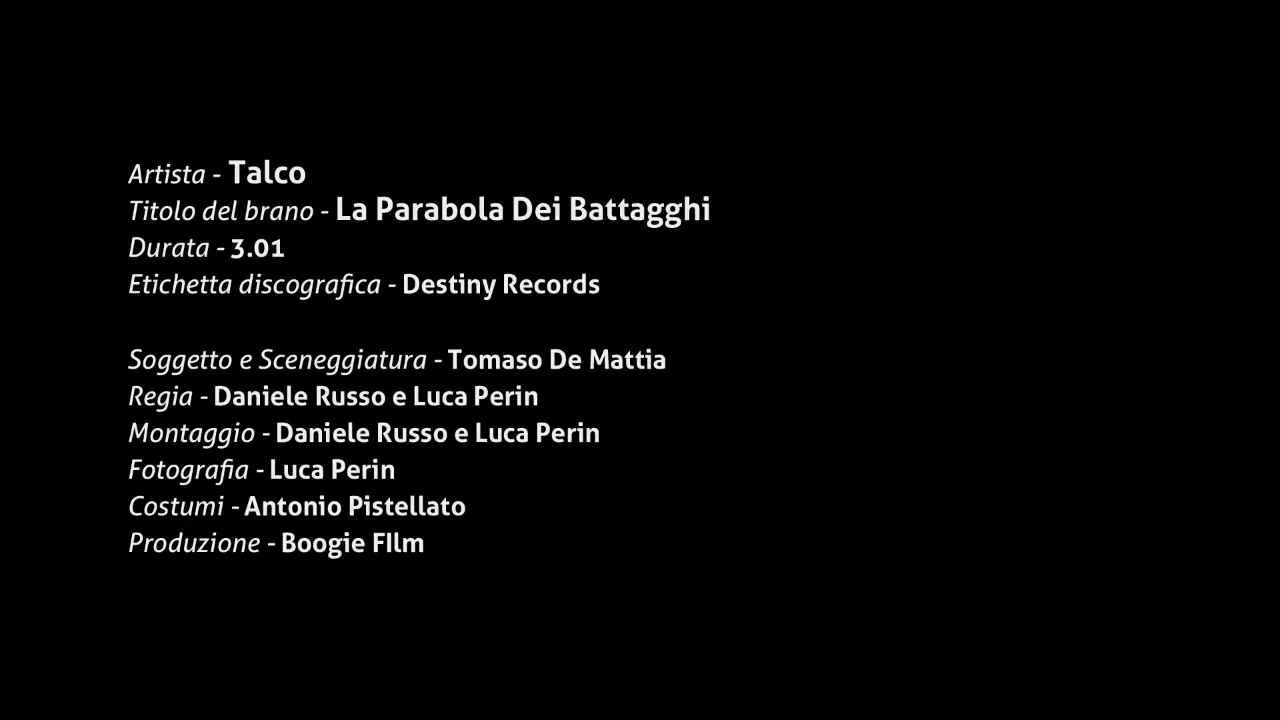 Artista - Talco
Titolo del brano - La Parabola Dei Battagghi
Durata - 3.01
Etichetta discografica - Destiny Records
Soggetto e Sceneggiatura - Tomaso De Mattia
Regia - Daniele Russo e Luca Perin
Montaggio - Daniele Russo e Luca Perin
Fotografia - Luca Perin
Costumi - Antonio Pistellato
Produzione - Boogie FIlm